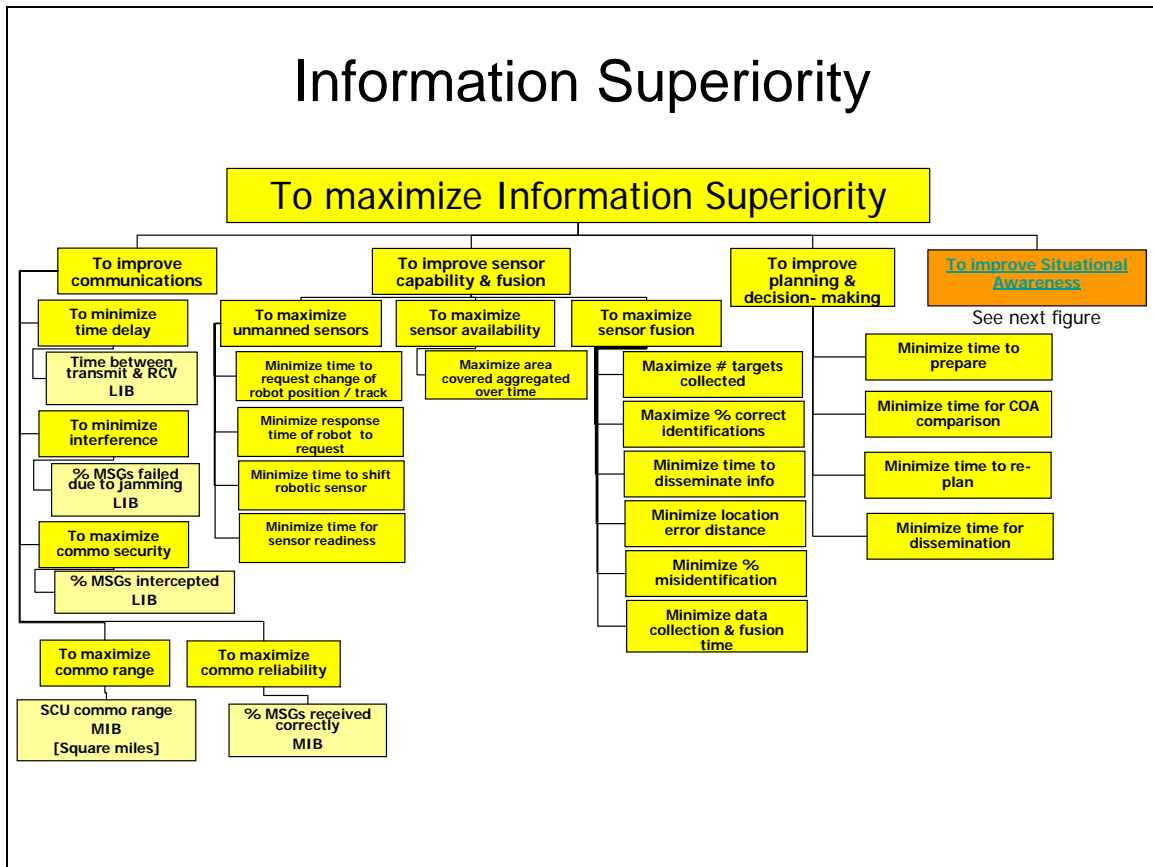 Information Superiority
To maximize Information Superiority
To improve
communications
To improve sensor
capability & fusion
To improve
planning &
decision- making
To improve Situational
Awareness
See next figure
To minimize
time delay
Time between
transmit & RCV
LIB
To minimize
interference
% MSGs failed
due to jamming
LIB
To maximize
commo security
% MSGs intercepted
LIB
To maximize
commo range
SCU commo range
MIB
[Square miles]
To maximize
commo reliability
% MSGs received
correctly
MIB
To maximize
unmanned sensors
Minimize time to
request change of
robot position / track
Minimize response
time of robot to
request
Minimize time to shift
robotic sensor
Minimize time for
sensor readiness
To maximize
sensor availability
Maximize area
covered aggregated
over time
To maximize
sensor fusion
Maximize # targets
collected
Maximize % correct
identifications
Minimize time to
disseminate info
Minimize location
error distance
Minimize %
misidentification
Minimize data
collection & fusion
time
Minimize time to
prepare
Minimize time for COA
comparison
Minimize time to re-
plan
Minimize time for
dissemination